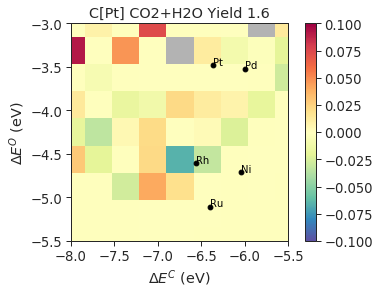 C[Pt] CO2+H2O Yield 1.6
−3.0
−3.5
−4.0
−4.5
−5.0
−5.5
ΔE^O (eV)
Pt
Pd
Rh
Ni
Ru
−8.0 −7.5 −7.0 −6.5 −6.0 −5.5
ΔE^C (eV)
0.100
0.075
0.050
0.025
0.000
−0.025
−0.050
−0.075
−0.100